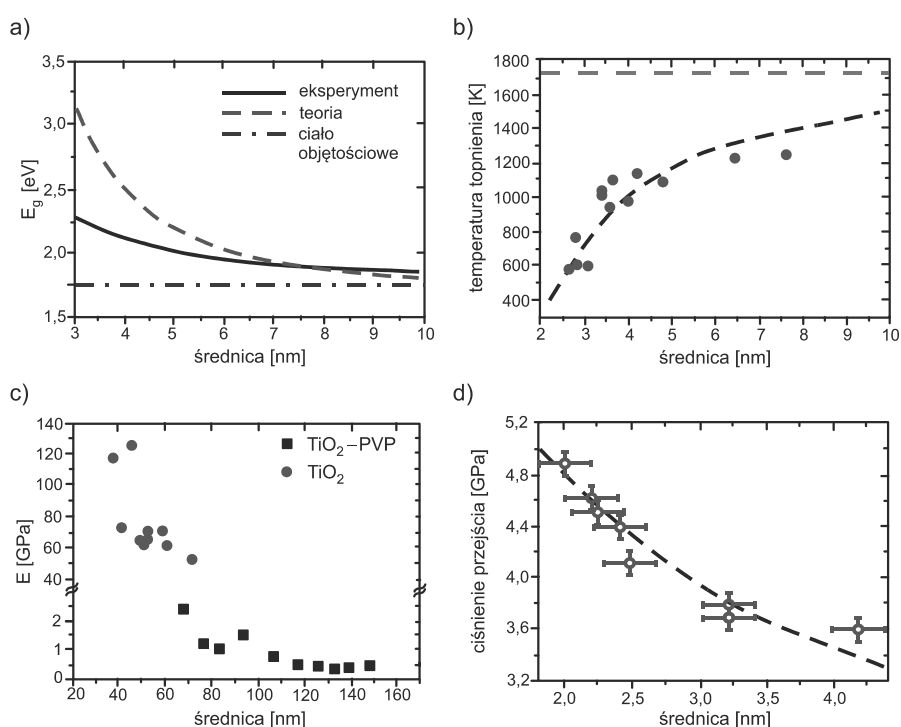 a)
3,5
3,0
2,5
2,0
1,5
E_g [eV]
eksperyment
teoria
ciało
objętościowe
3 4 5 6 7 8 9 10
średnica [nm]
b)
1800
1600
1400
1200
1000
800
600
400
temperatura topnienia [K]
2 3 4 5 6 7 8 9 10
średnica [nm]
c)
140
120
100
80
60
40
2
1
0
E [GPa]
TiO₂–PVP
TiO₂
20 40 60 80 100 120 140 160
średnica [nm]
d)
5,2
4,8
4,4
4,0
3,6
3,2
ciśnienie przejścia [GPa]
2,0 2,5 3,0 3,5 4,0
średnica [nm]